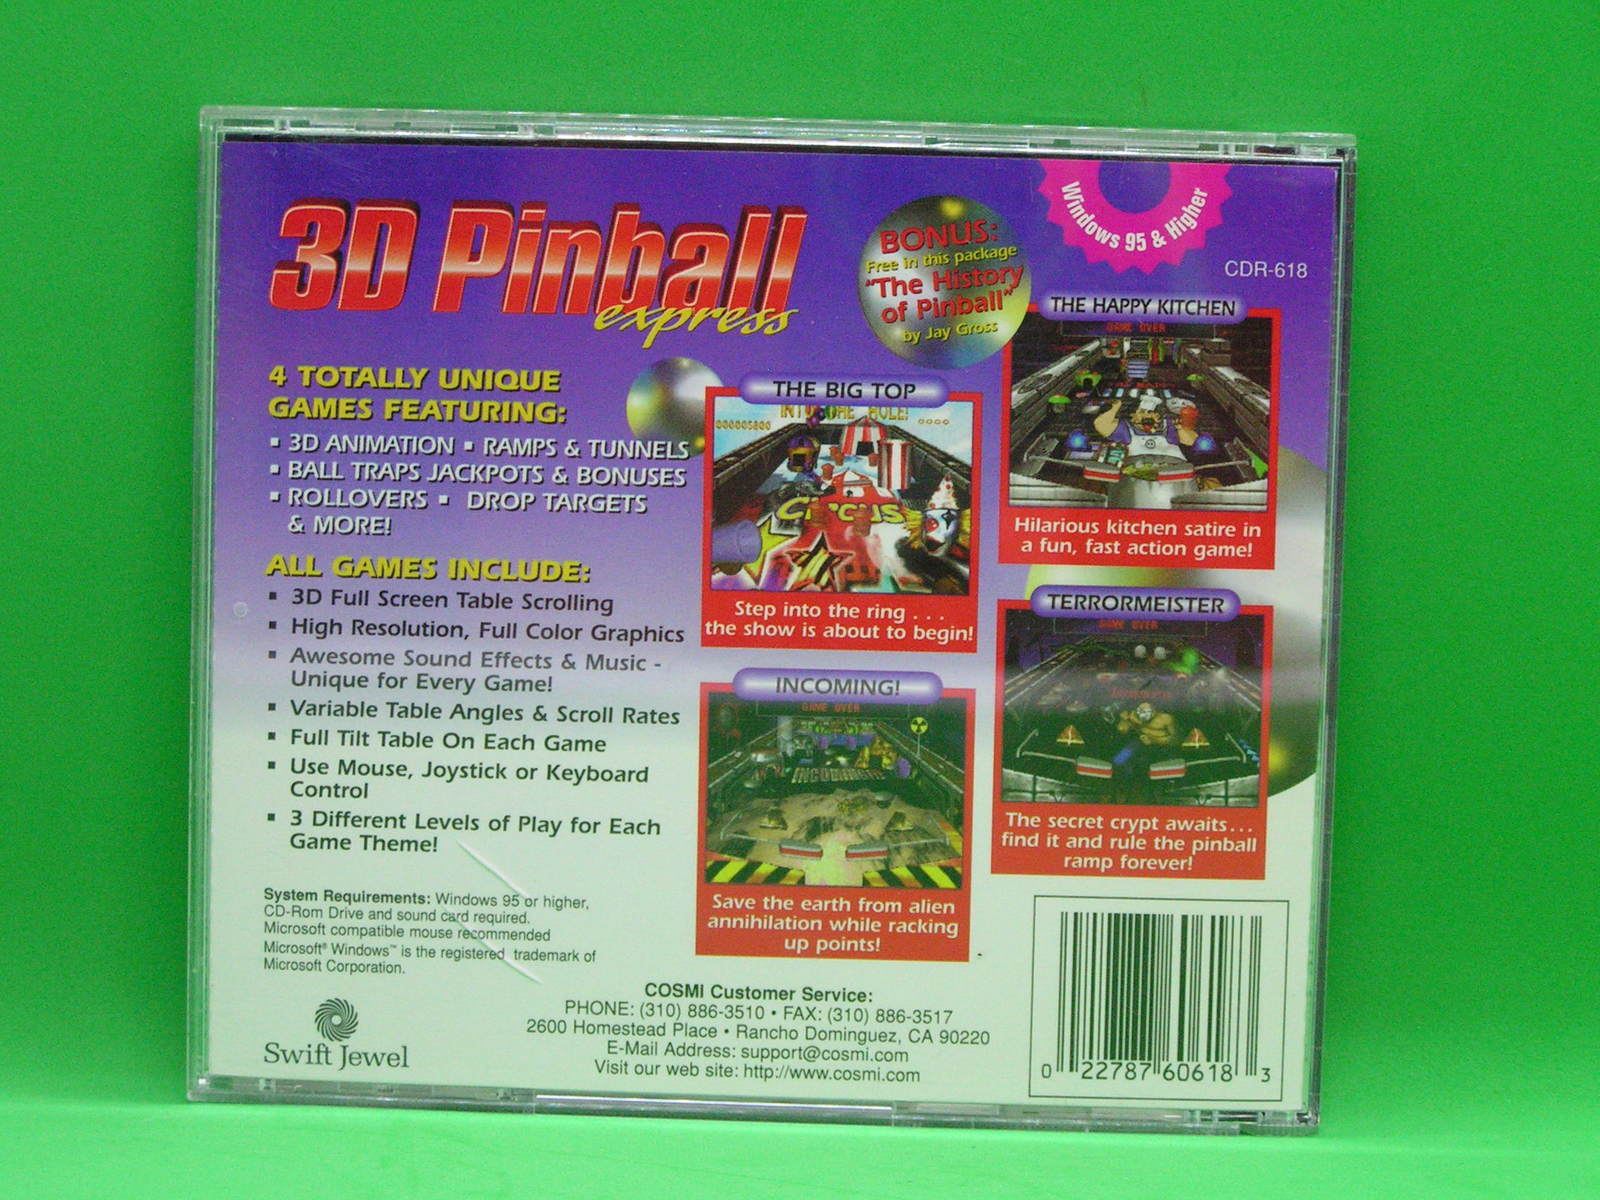 3D Pinball
express
BONUS:
Free in this package
"The History
of Pinball"
by Jay Gross
Windows 95 & Higher
CDR-618
4 TOTALLY UNIQUE
GAMES FEATURING:
▪ 3D ANIMATION ▪ RAMPS & TUNNELS
▪ BALL TRAPS JACKPOTS & BONUSES
▪ ROLLOVERS ▪ DROP TARGETS
& MORE!
ALL GAMES INCLUDE:
▪ 3D Full Screen Table Scrolling
▪ High Resolution, Full Color Graphics
▪ Awesome Sound Effects & Music -
Unique for Every Game!
▪ Variable Table Angles & Scroll Rates
▪ Full Tilt Table On Each Game
▪ Use Mouse, Joystick or Keyboard
Control
▪ 3 Different Levels of Play for Each
Game Theme!
THE BIG TOP
INTO THE HOLE!
CIRCUS
Step into the ring . . .
the show is about to begin!
THE HAPPY KITCHEN
GAME OVER
Hilarious kitchen satire in
a fun, fast action game!
INCOMING!
GAME OVER
INCOMING
Save the earth from alien
annihilation while racking
up points!
TERRORMEISTER
GAME OVER
The secret crypt awaits...
find it and rule the pinball
ramp forever!
System Requirements: Windows 95 or higher,
CD-Rom Drive and sound card required.
Microsoft compatible mouse recommended
Microsoft® Windows™ is the registered trademark of
Microsoft Corporation.
Swift Jewel
COSMI Customer Service:
PHONE: (310) 886-3510 • FAX: (310) 886-3517
2600 Homestead Place • Rancho Dominguez, CA 90220
E-Mail Address: support@cosmi.com
Visit our web site: http://www.cosmi.com
0 22787 60618 3